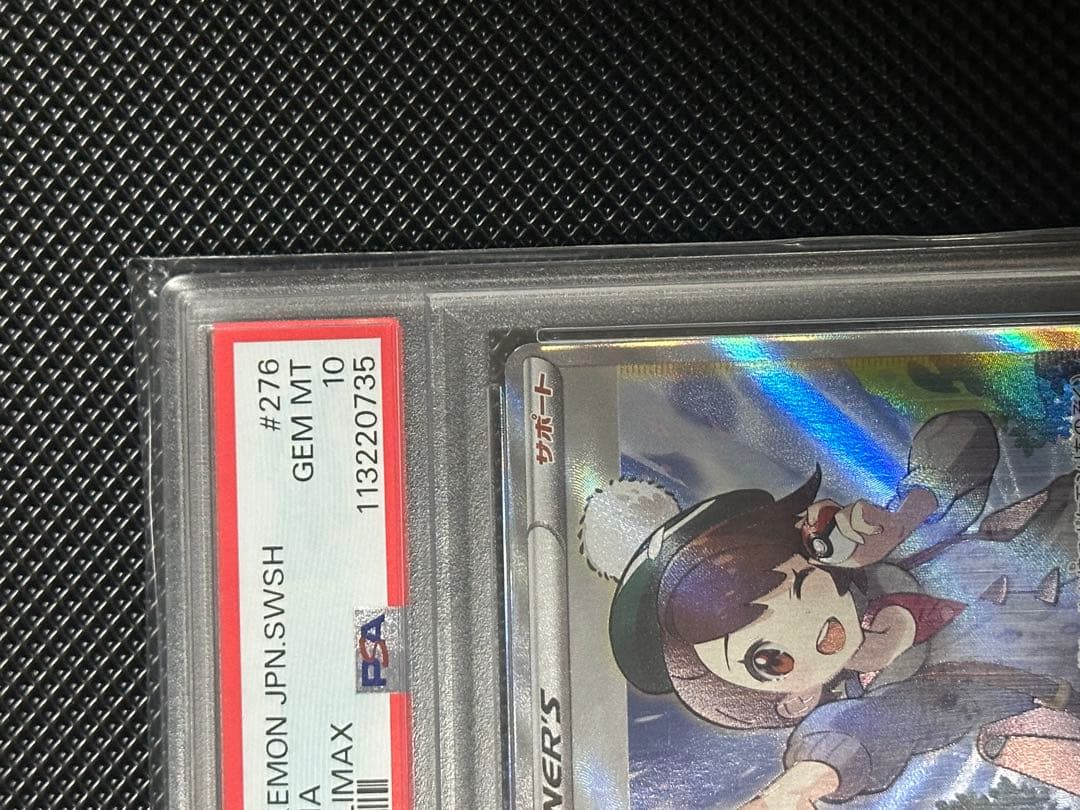 EMON JPN.SWSH #276
A GEM MT
IMAX 10
PSA 113220735
サポート
NER'S